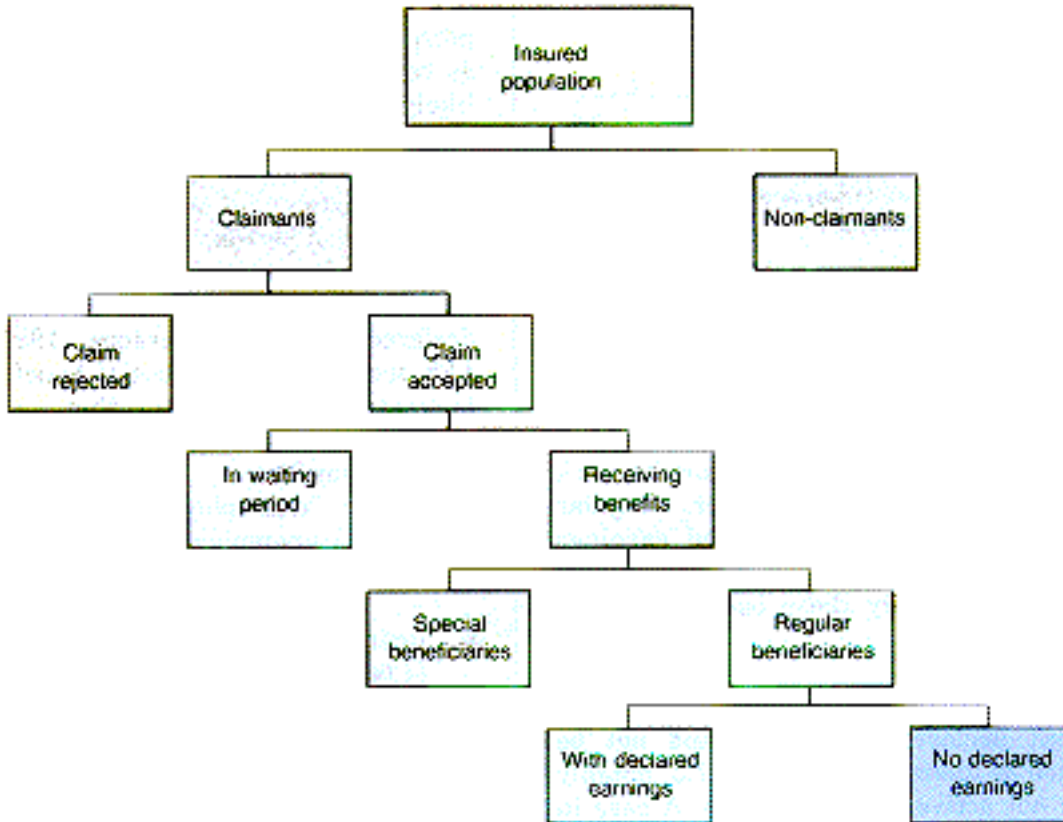 Insured
population
Claimants
Non-claimants
Claim
rejected
Claim
accepted
In waiting
period
Receiving
benefits
Special
beneficiaries
Regular
beneficiaries
With declared
earnings
No declared
earnings